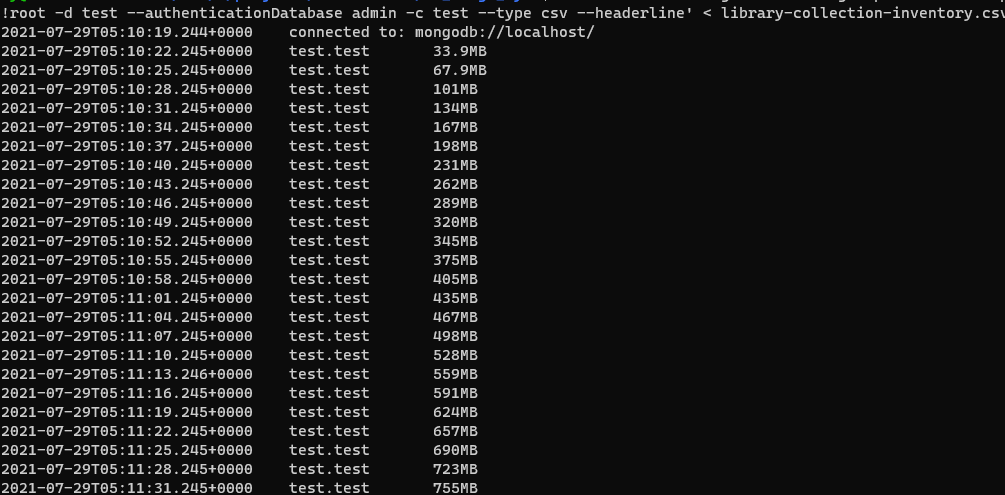 !root -d test --authenticationDatabase admin -c test --type csv --headerline' < library-collection-inventory.csv
2021-07-29T05:10:19.244+0000    connected to: mongodb://localhost/
2021-07-29T05:10:22.245+0000    test.test       33.9MB
2021-07-29T05:10:25.245+0000    test.test       67.9MB
2021-07-29T05:10:28.245+0000    test.test       101MB
2021-07-29T05:10:31.245+0000    test.test       134MB
2021-07-29T05:10:34.245+0000    test.test       167MB
2021-07-29T05:10:37.245+0000    test.test       198MB
2021-07-29T05:10:40.245+0000    test.test       231MB
2021-07-29T05:10:43.245+0000    test.test       262MB
2021-07-29T05:10:46.245+0000    test.test       289MB
2021-07-29T05:10:49.245+0000    test.test       320MB
2021-07-29T05:10:52.245+0000    test.test       345MB
2021-07-29T05:10:55.245+0000    test.test       375MB
2021-07-29T05:10:58.245+0000    test.test       405MB
2021-07-29T05:11:01.245+0000    test.test       435MB
2021-07-29T05:11:04.245+0000    test.test       467MB
2021-07-29T05:11:07.245+0000    test.test       498MB
2021-07-29T05:11:10.245+0000    test.test       528MB
2021-07-29T05:11:13.246+0000    test.test       559MB
2021-07-29T05:11:16.245+0000    test.test       591MB
2021-07-29T05:11:19.245+0000    test.test       624MB
2021-07-29T05:11:22.245+0000    test.test       657MB
2021-07-29T05:11:25.245+0000    test.test       690MB
2021-07-29T05:11:28.245+0000    test.test       723MB
2021-07-29T05:11:31.245+0000    test.test       755MB